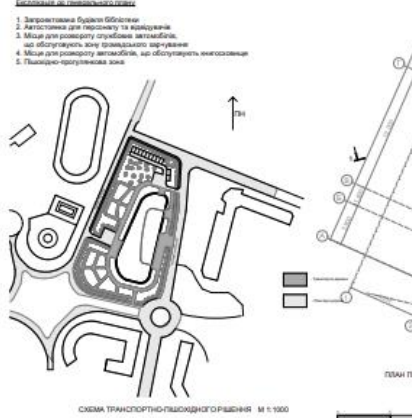 Експлікація до генерального плану
1. Запроектована будівля бібліотеки
2. Автостоянка для персоналу та відвідувачів
3. Місце для розвороту службових автомобілів,
що обслуговують зону громадського харчування
4. Місце для розвороту автомобілів, що обслуговують книгосховище
5. Пішохідно-прогулянкова зона
ПН
Г
В
Б
А
1
ПЛАН П
СХЕМА ТРАНСПОРТНО-ПІШОХІДНОГО РІШЕННЯ М 1:1000